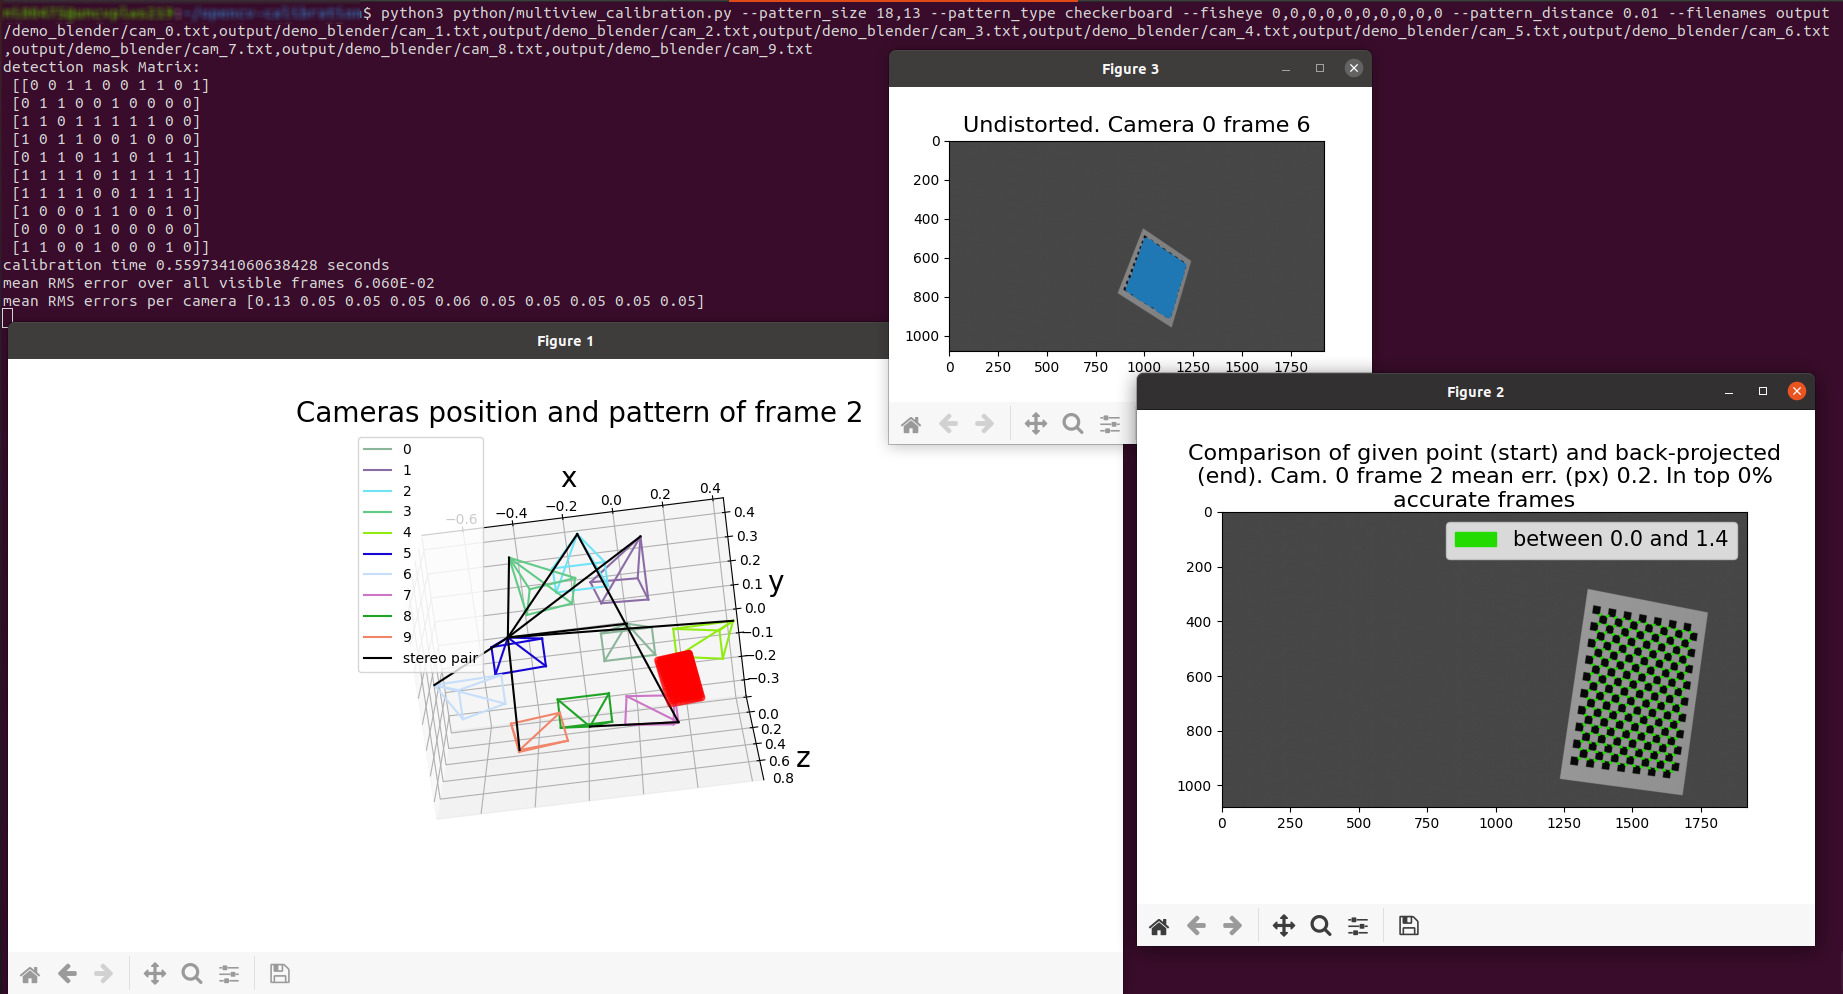 $ python3 python/multiview_calibration.py --pattern_size 18,13 --pattern_type checkerboard --fisheye 0,0,0,0,0,0,0,0,0,0 --pattern_distance 0.01 --filenames output
/demo_blender/cam_0.txt,output/demo_blender/cam_1.txt,output/demo_blender/cam_2.txt,output/demo_blender/cam_3.txt,output/demo_blender/cam_4.txt,output/demo_blender/cam_5.txt,output/demo_blender/cam_6.txt
,output/demo_blender/cam_7.txt,output/demo_blender/cam_8.txt,output/demo_blender/cam_9.txt
detection mask Matrix:
[[0 0 1 1 0 0 1 1 0 1]
[0 1 1 0 0 1 0 0 0 0]
[1 1 0 1 1 1 1 1 0 0]
[1 0 1 1 0 0 1 0 0 0]
[0 1 1 0 1 1 0 1 1 1]
[1 1 1 1 0 1 1 1 1 1]
[1 1 1 1 0 0 1 1 1 1]
[1 0 0 0 1 1 0 0 1 0]
[0 0 0 0 1 0 0 0 0 0]
[1 1 0 0 1 0 0 0 1 0]]
calibration time 0.5597341060638428 seconds
mean RMS error over all visible frames 6.060E-02
mean RMS errors per camera [0.13 0.05 0.05 0.05 0.06 0.05 0.05 0.05 0.05 0.05]
Figure 3
Undistorted. Camera 0 frame 6
0
200
400
600
800
1000
0 250 500 750 1000 1250 1500 1750
Figure 1
Cameras position and pattern of frame 2
0
1
2
3
4
5
6
7
8
9
stereo pair
x
−0.6 −0.4 −0.2 0.0 0.2 0.4
0.4
0.3
0.2
0.1
0.0
−0.1
−0.2
−0.3
y
0.0
0.2
0.4
0.6
0.8
z
Figure 2
Comparison of given point (start) and back-projected
(end). Cam. 0 frame 2 mean err. (px) 0.2. In top 0%
accurate frames
between 0.0 and 1.4
0
200
400
600
800
1000
0 250 500 750 1000 1250 1500 1750